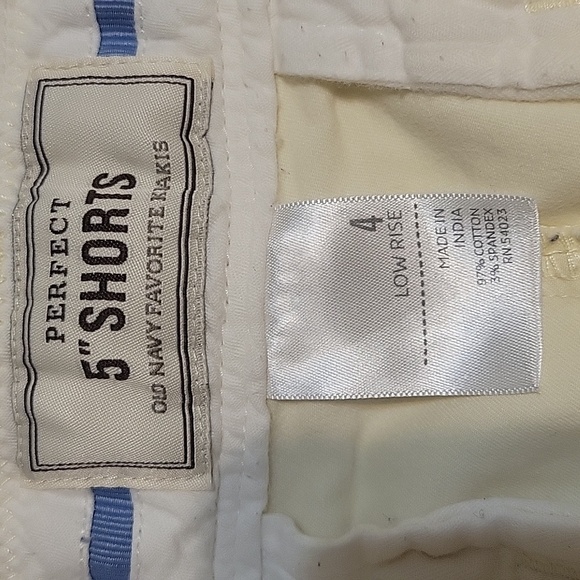 PERFECT
5" SHORTS
OLD NAVY FAVORITE KHAKIS
4
LOW RISE
MADE IN
INDIA
97% COTTON
3% SPANDEX
RN 54023